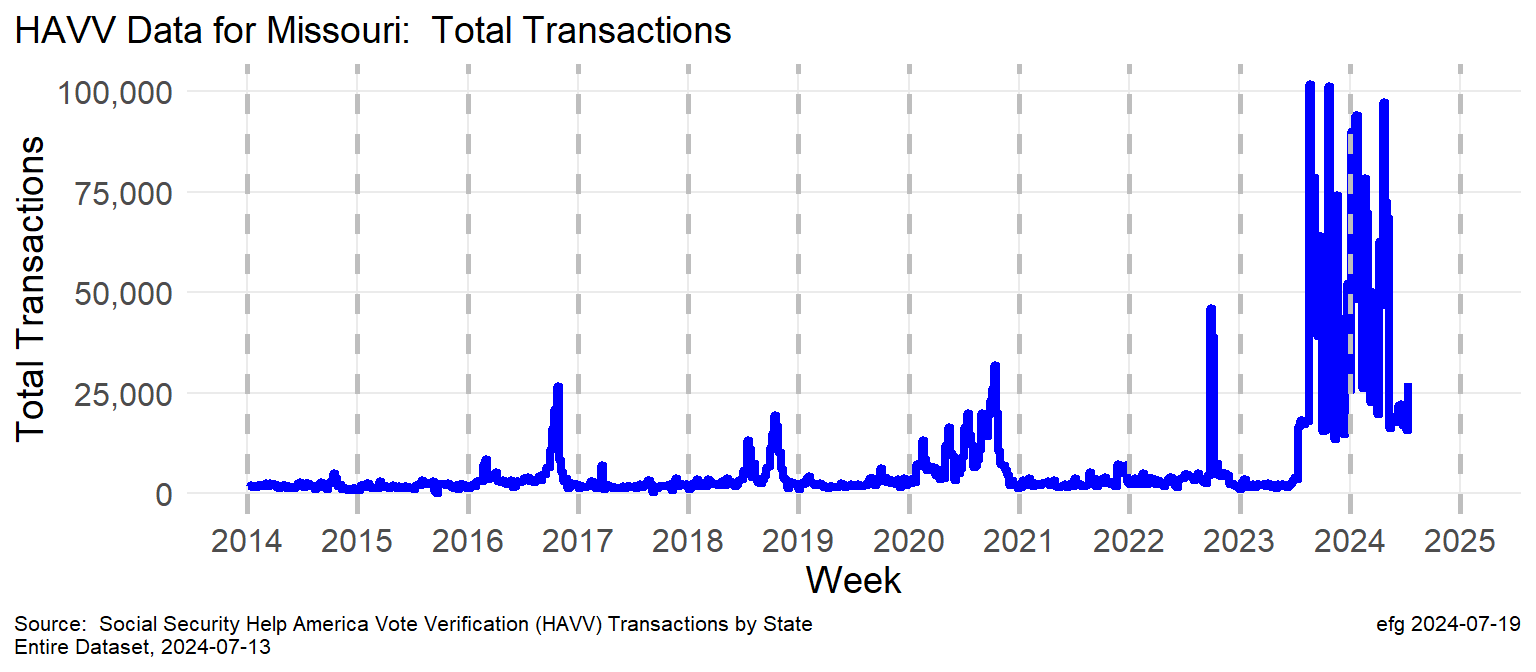 HAVV Data for Missouri:  Total Transactions
100,000
75,000
50,000
25,000
0
Total Transactions
2014 2015 2016 2017 2018 2019 2020 2021 2022 2023 2024 2025
Week
Source:  Social Security Help America Vote Verification (HAVV) Transactions by State
Entire Dataset, 2024-07-13
efg 2024-07-19